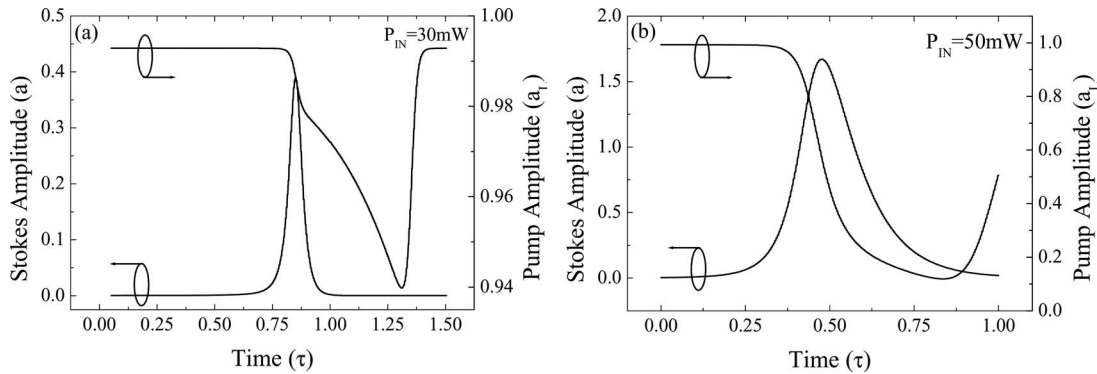 (a)
P_IN=30mW
0.5
0.4
0.3
0.2
0.1
0.0
Stokes Amplitude (a)
1.00
0.98
0.96
0.94
Pump Amplitude (a_L)
0.00 0.25 0.50 0.75 1.00 1.25 1.50
Time (τ)
(b)
P_IN=50mW
2.0
1.5
1.0
0.5
0.0
Stokes Amplitude (a)
1.0
0.8
0.6
0.4
0.2
0.0
Pump Amplitude (a_L)
0.00 0.25 0.50 0.75 1.00
Time (τ)